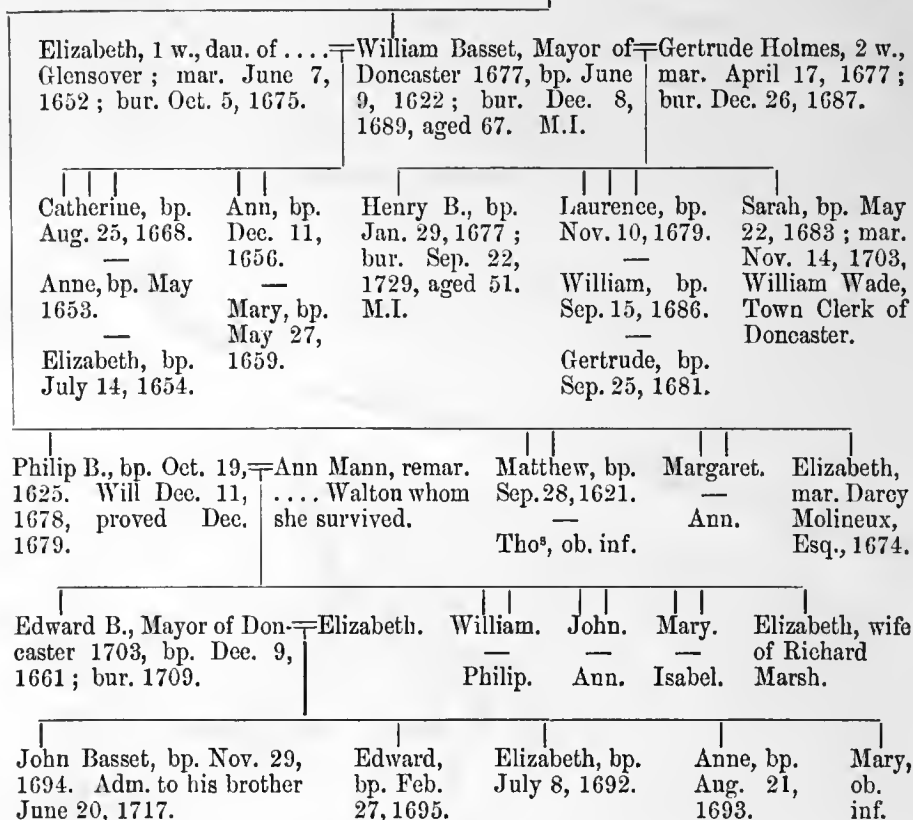 Elizabeth, 1 w., dau. of ....
Glensover ; mar. June 7,
1652 ; bur. Oct. 5, 1675.
William Basset, Mayor of
Doncaster 1677, bp. June
9, 1622 ; bur. Dec. 8,
1689, aged 67. M.I.
Gertrude Holmes, 2 w.,
mar. April 17, 1677 ;
bur. Dec. 26, 1687.
Catherine, bp.
Aug. 25, 1668.
—
Anne, bp. May
1653.
—
Elizabeth, bp.
July 14, 1654.
Ann, bp.
Dec. 11,
1656.
—
Mary, bp.
May 27,
1659.
Henry B., bp.
Jan. 29, 1677 ;
bur. Sep. 22,
1729, aged 51.
M.I.
Laurence, bp.
Nov. 10, 1679.
—
William, bp.
Sep. 15, 1686.
—
Gertrude, bp.
Sep. 25, 1681.
Sarah, bp. May
22, 1683 ; mar.
Nov. 14, 1703,
William Wade,
Town Clerk of
Doncaster.
Philip B., bp. Oct. 19,
1625. Will Dec. 11,
1678, proved Dec.
1679.
Ann Mann, remar.
.... Walton whom
she survived.
Matthew, bp.
Sep. 28, 1621.
—
Thoˢ, ob. inf.
Margaret.
—
Ann.
Elizabeth,
mar. Darcy
Molineux,
Esq., 1674.
Edward B., Mayor of Don-
caster 1703, bp. Dec. 9,
1661 ; bur. 1709.
Elizabeth.
William.
—
Philip.
John.
—
Ann.
Mary.
—
Isabel.
Elizabeth, wife
of Richard
Marsh.
John Basset, bp. Nov. 29,
1694. Adm. to his brother
June 20, 1717.
Edward,
bp. Feb.
27, 1695.
Elizabeth, bp.
July 8, 1692.
Anne, bp.
Aug. 21,
1693.
Mary,
ob.
inf.